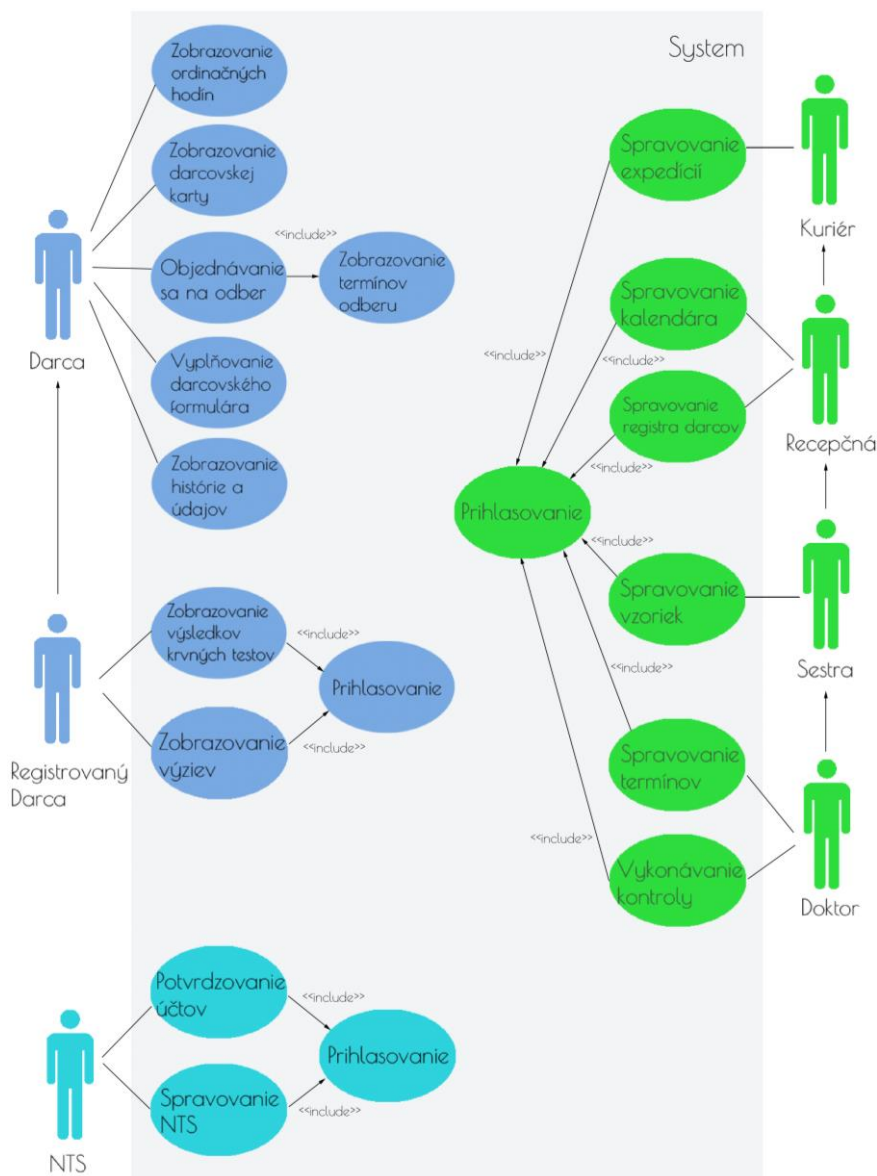 System
Zobrazovanie
ordinačných
hodín
Zobrazovanie
darcovskej
karty
<<include>>
Objednávanie
sa na odber
Zobrazovanie
termínov
odberu
Darca
Vyplňovanie
darcovského
formulára
Zobrazovanie
histórie a
údajov
Zobrazovanie
výsledkov
krvných testov
<<include>>
Prihlasovanie
Zobrazovanie
výziev
<<include>>
Registrovaný
Darca
Potvrdzovanie
účtov
<<include>>
Prihlasovanie
Spravovanie
NTS
<<include>>
NTS
Spravovanie
expedícií
Kuriér
Spravovanie
kalendára
<<include>>
<<include>>
Spravovanie
registra darcov
Recepčná
<<include>>
Prihlasovanie
<<include>>
Spravovanie
vzoriek
Sestra
<<include>>
Spravovanie
termínov
<<include>>
Vykonávanie
kontroly
Doktor